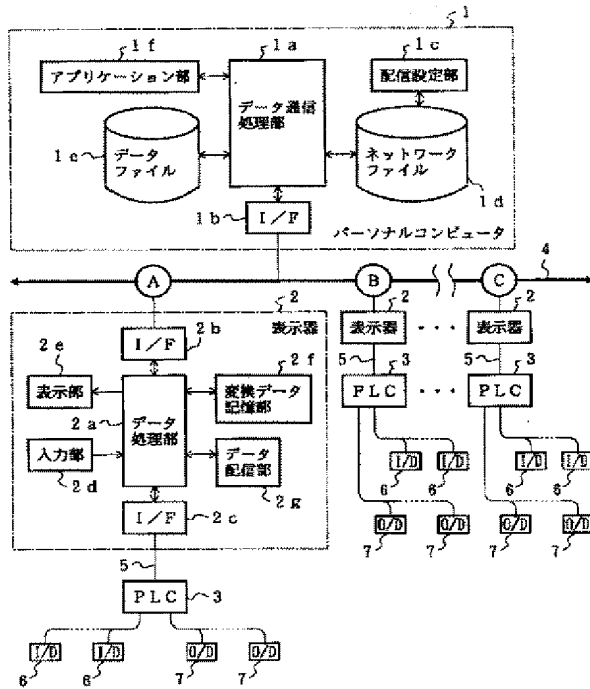 1
1f
1a
1c
アプリケーション部
データ通信
処理部
配信設定部
1e
データ
ファイル
ネットワーク
ファイル
1d
1b
I/F
パーソナルコンピュータ
A
B
C
4
2
表示器
2b
I/F
2e
表示部
2a
データ
処理部
2f
変換データ
記憶部
入力部
2d
データ
配信部
2g
I/F
2c
5
PLC
3
I/D
I/D
O/D
O/D
6
6
7
7
2
2
表示器
・・・
表示器
5
3
5
3
PLC
・・・
PLC
I/D
I/D
I/D
I/D
6
6
6
6
O/D
O/D
O/D
O/D
7
7
7
7